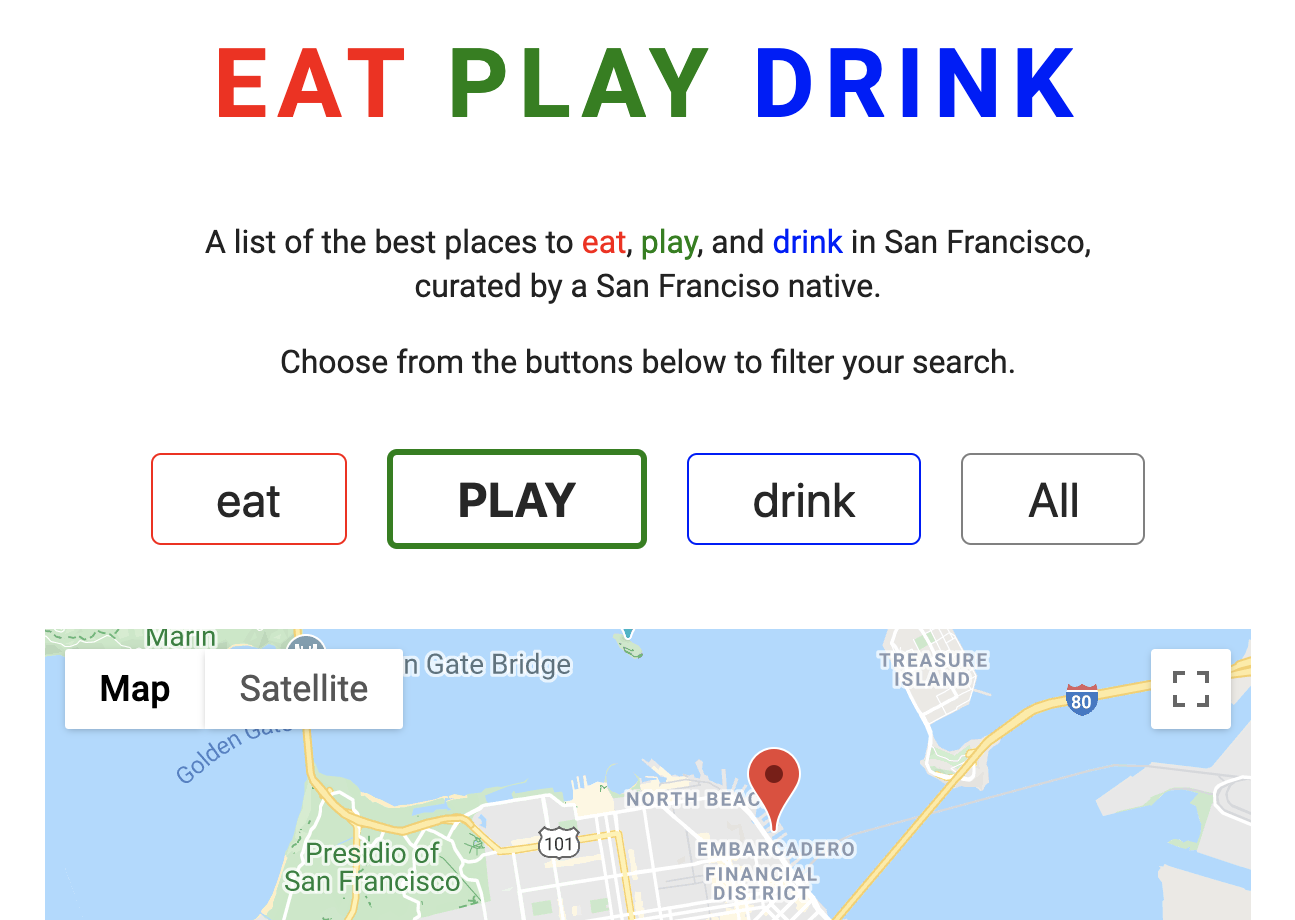 EAT PLAY DRINK
A list of the best places to eat, play, and drink in San Francisco,
curated by a San Franciso native.
Choose from the buttons below to filter your search.
eat
PLAY
drink
All
Marin
Map
Satellite
n Gate Bridge
TREASURE
ISLAND
80
Golden Gate
NORTH BEAC
101
EMBARCADERO
Presidio of
San Francisco
FINANCIAL
DISTRICT